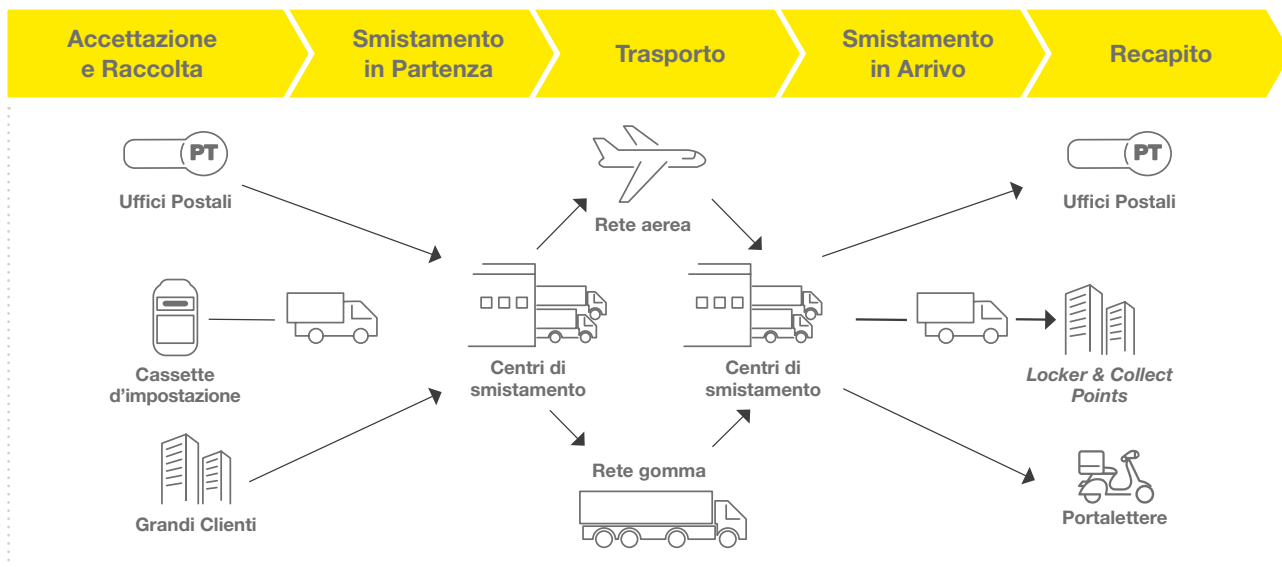 Accettazione
e Raccolta
Smistamento
in Partenza
Trasporto
Smistamento
in Arrivo
Recapito
PT
Uffici Postali
Cassette
d'impostazione
Grandi Clienti
Centri di
smistamento
Rete aerea
Rete gomma
Centri di
smistamento
PT
Uffici Postali
Locker & Collect
Points
Portalettere